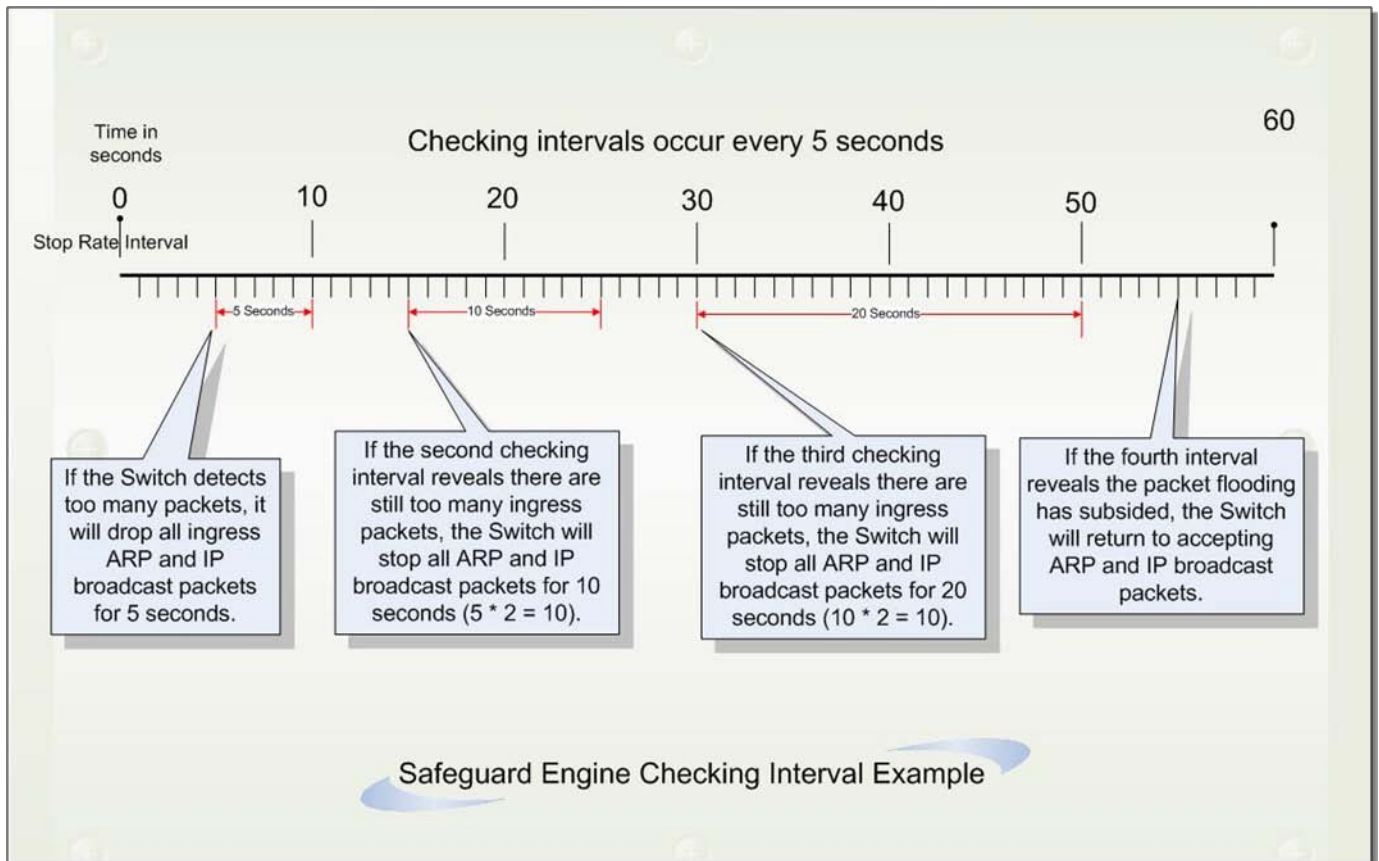 Time in
seconds
Checking intervals occur every 5 seconds
60
0
10
20
30
40
50
Stop Rate Interval
5 Seconds
10 Seconds
20 Seconds
If the Switch detects
too many packets, it
will drop all ingress
ARP and IP
broadcast packets
for 5 seconds.
If the second checking
interval reveals there are
still too many ingress
packets, the Switch will
stop all ARP and IP
broadcast packets for 10
seconds (5 * 2 = 10).
If the third checking
interval reveals there are
still too many ingress
packets, the Switch will
stop all ARP and IP
broadcast packets for 20
seconds (10 * 2 = 10).
If the fourth interval
reveals the packet flooding
has subsided, the Switch
will return to accepting
ARP and IP broadcast
packets.
Safeguard Engine Checking Interval Example